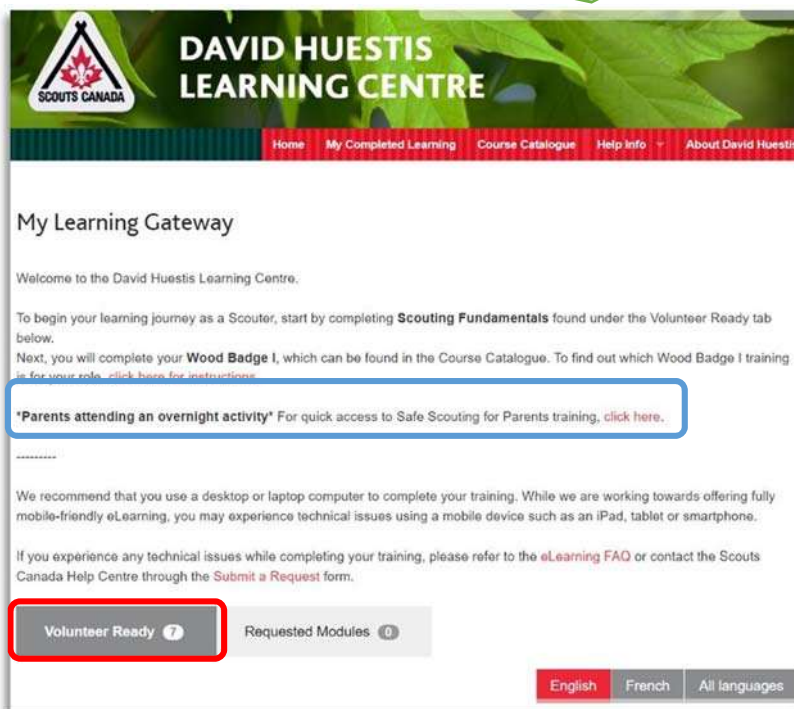 SCOUTS CANADA
DAVID HUESTIS
LEARNING CENTRE
Home My Completed Learning Course Catalogue Help Info About David Huestis
My Learning Gateway
Welcome to the David Huestis Learning Centre.
To begin your learning journey as a Scouter, start by completing Scouting Fundamentals found under the Volunteer Ready tab
below.
Next, you will complete your Wood Badge I, which can be found in the Course Catalogue. To find out which Wood Badge I training
is for your role, click here for instructions.
*Parents attending an overnight activity* For quick access to Safe Scouting for Parents training, click here.
---------
We recommend that you use a desktop or laptop computer to complete your training. While we are working towards offering fully
mobile-friendly eLearning, you may experience technical issues using a mobile device such as an iPad, tablet or smartphone.
If you experience any technical issues while completing your training, please refer to the eLearning FAQ or contact the Scouts
Canada Help Centre through the Submit a Request form.
Volunteer Ready 7 Requested Modules 0
English French All languages